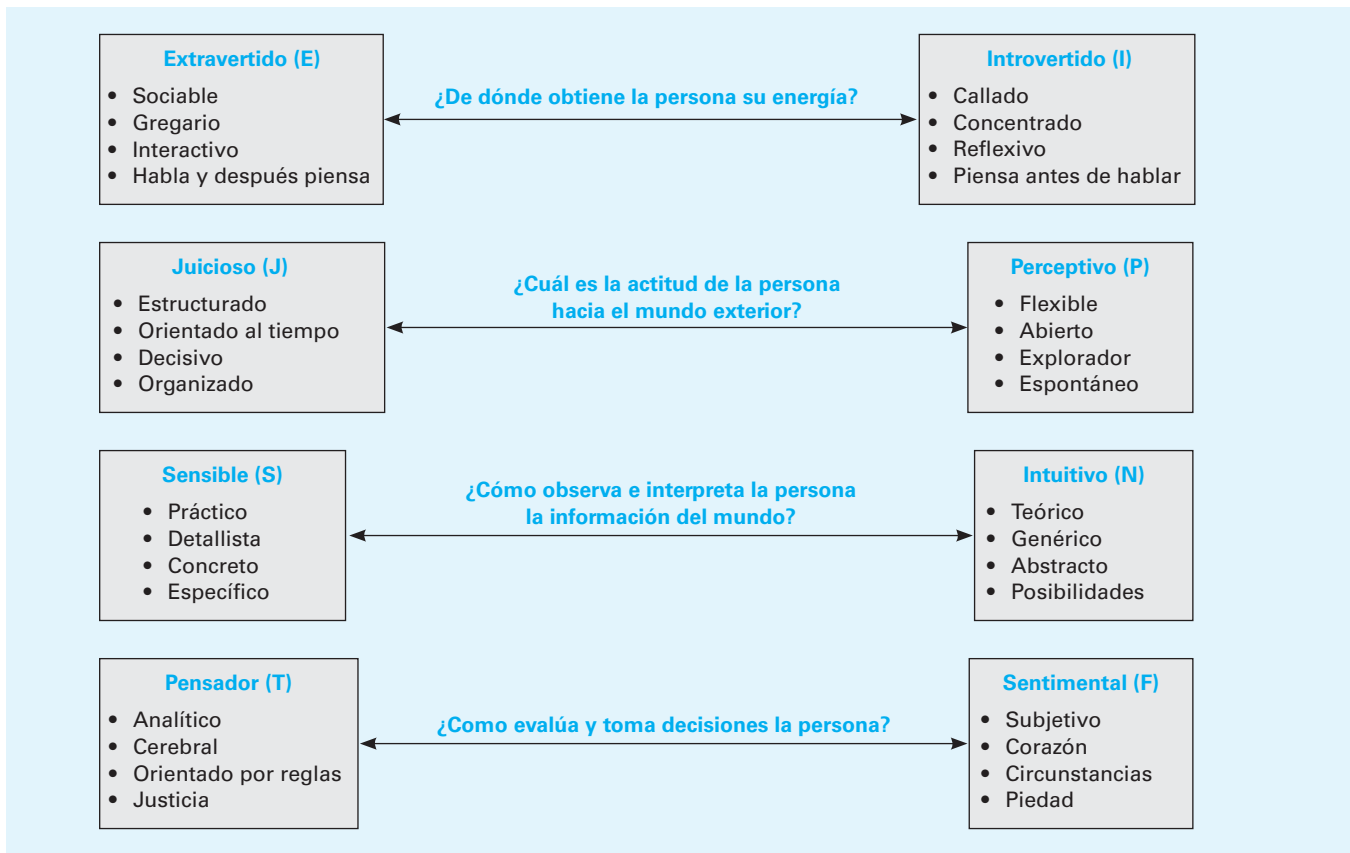 Extravertido (E)
• Sociable
• Gregario
• Interactivo
• Habla y después piensa
¿De dónde obtiene la persona su energía?
Introvertido (I)
• Callado
• Concentrado
• Reflexivo
• Piensa antes de hablar
Juicioso (J)
• Estructurado
• Orientado al tiempo
• Decisivo
• Organizado
¿Cuál es la actitud de la persona
hacia el mundo exterior?
Perceptivo (P)
• Flexible
• Abierto
• Explorador
• Espontáneo
Sensible (S)
• Práctico
• Detallista
• Concreto
• Específico
¿Cómo observa e interpreta la persona
la información del mundo?
Intuitivo (N)
• Teórico
• Genérico
• Abstracto
• Posibilidades
Pensador (T)
• Analítico
• Cerebral
• Orientado por reglas
• Justicia
¿Como evalúa y toma decisiones la persona?
Sentimental (F)
• Subjetivo
• Corazón
• Circunstancias
• Piedad